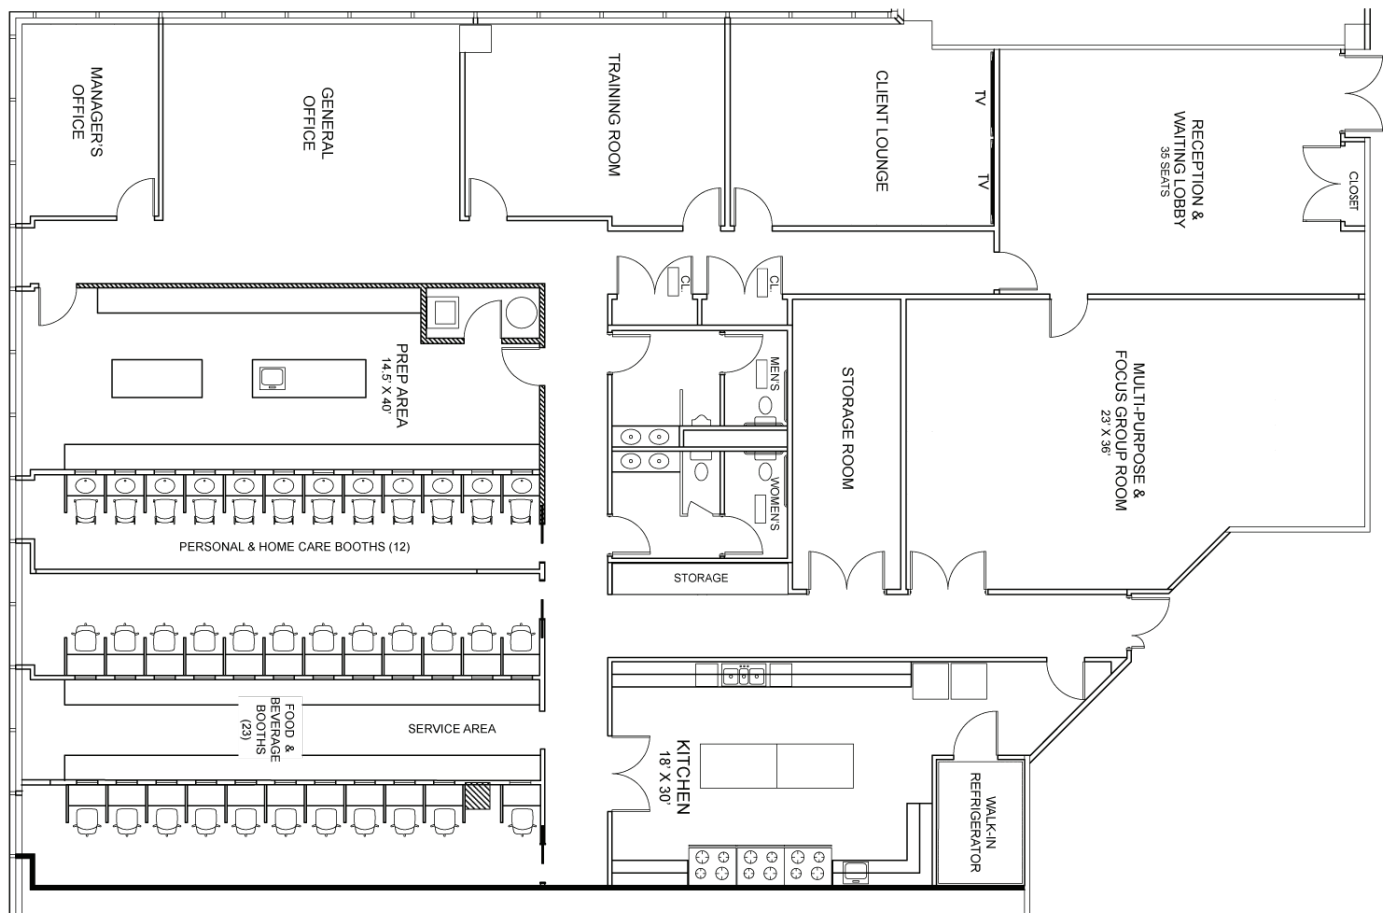 MANAGER'S
OFFICE
GENERAL
OFFICE
TRAINING ROOM
CLIENT LOUNGE
TV
TV
RECEPTION &
WAITING LOBBY
35 SEATS
CLOSET
CL.
CL.
PREP AREA
14.5' X 40'
MEN'S
WOMEN'S
STORAGE ROOM
MULTI-PURPOSE &
FOCUS GROUP ROOM
23' X 36'
PERSONAL & HOME CARE BOOTHS (12)
STORAGE
FOOD &
BEVERAGE
BOOTHS
(23)
SERVICE AREA
KITCHEN
18' X 30'
WALK-IN
REFRIGERATOR